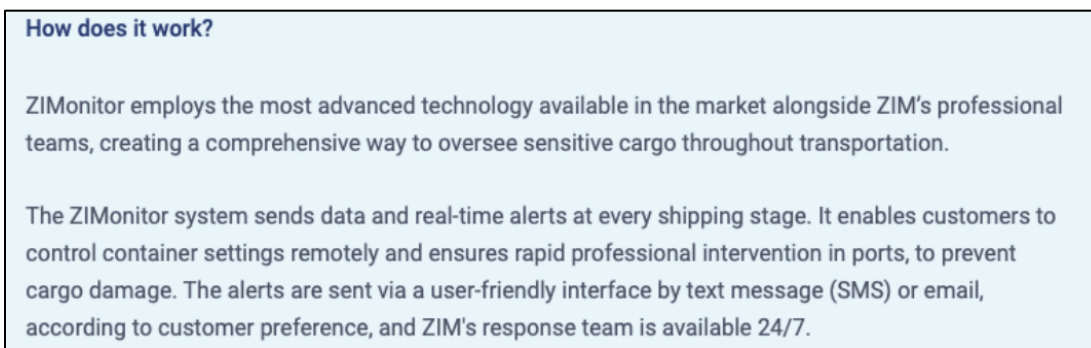 How does it work?
ZIMonitor employs the most advanced technology available in the market alongside ZIM's professional
teams, creating a comprehensive way to oversee sensitive cargo throughout transportation.
The ZIMonitor system sends data and real-time alerts at every shipping stage. It enables customers to
control container settings remotely and ensures rapid professional intervention in ports, to prevent
cargo damage. The alerts are sent via a user-friendly interface by text message (SMS) or email,
according to customer preference, and ZIM's response team is available 24/7.